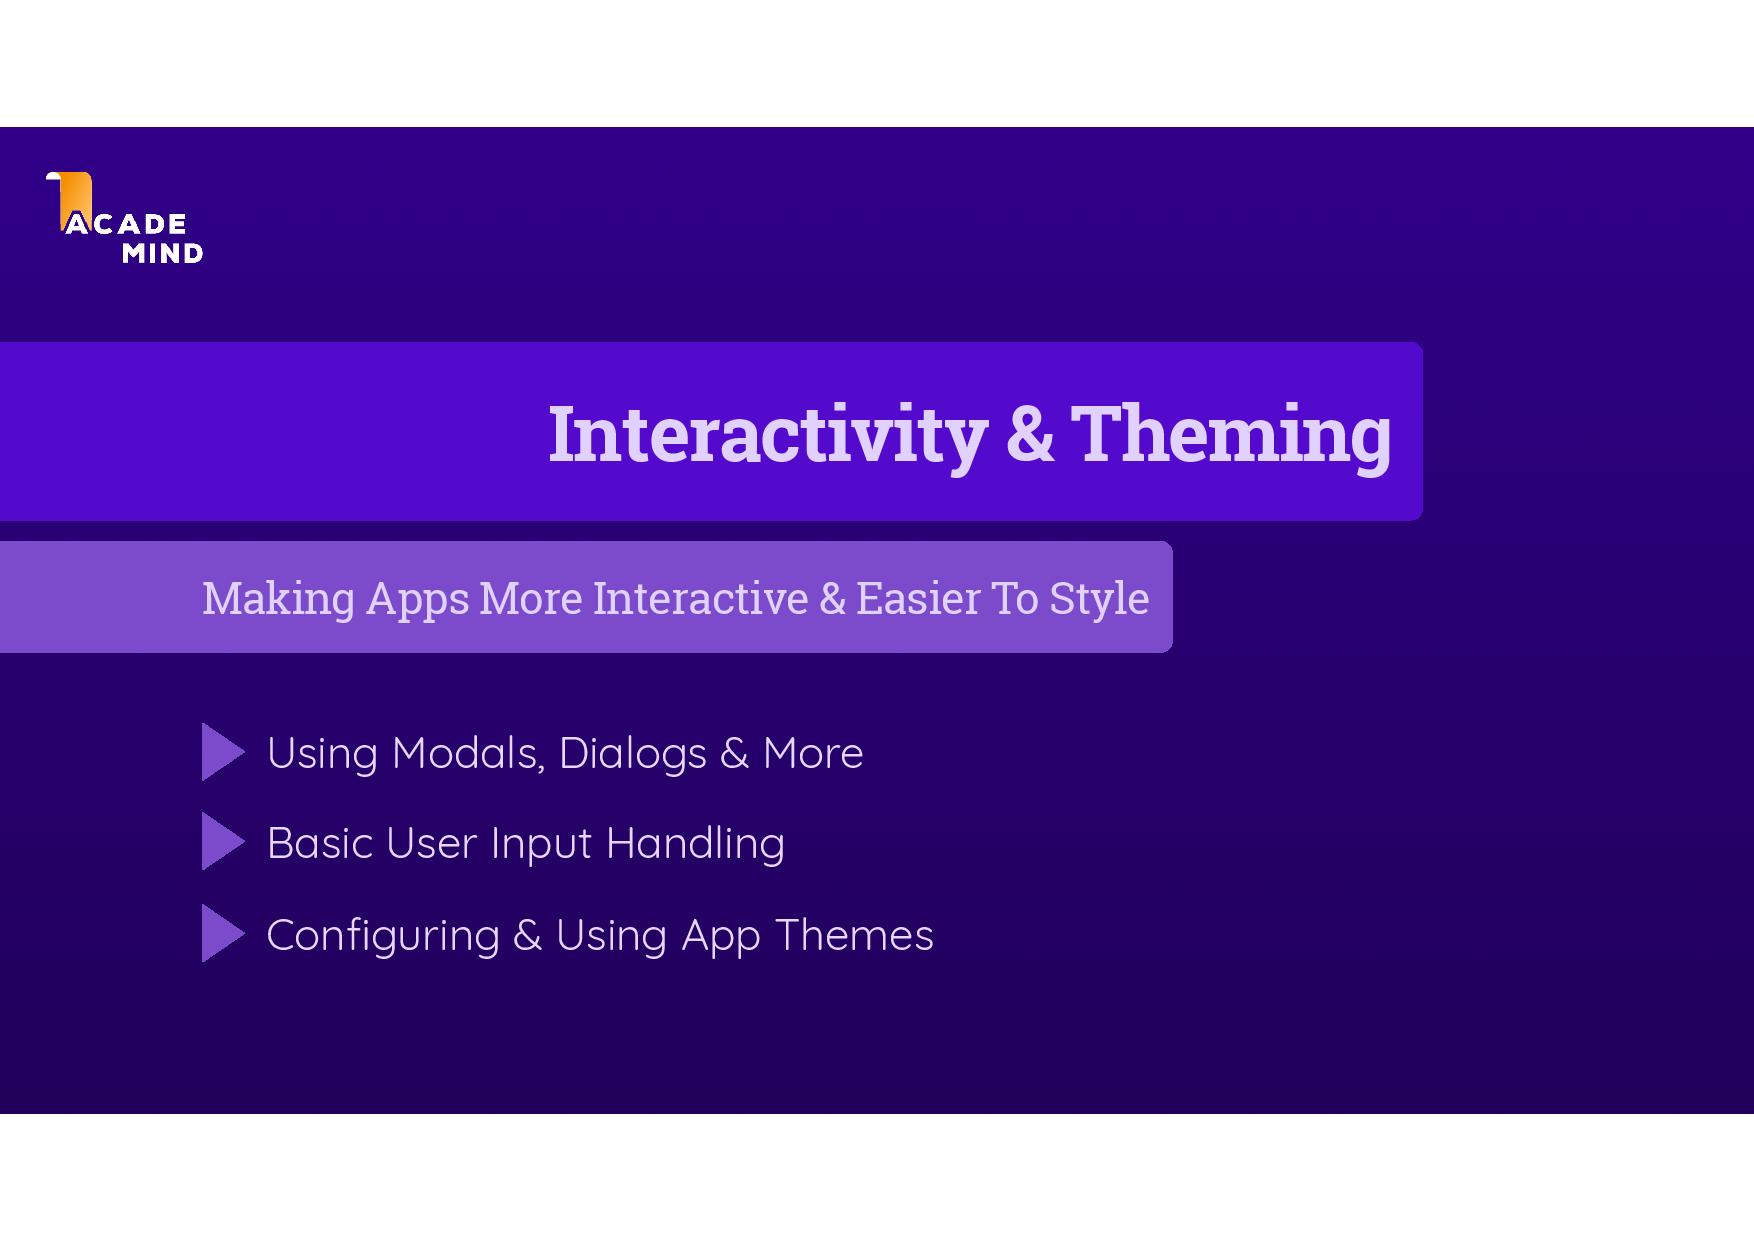 ACADE
MIND
Interactivity & Theming
Making Apps More Interactive & Easier To Style
Using Modals, Dialogs & More
Basic User Input Handling
Configuring & Using App Themes